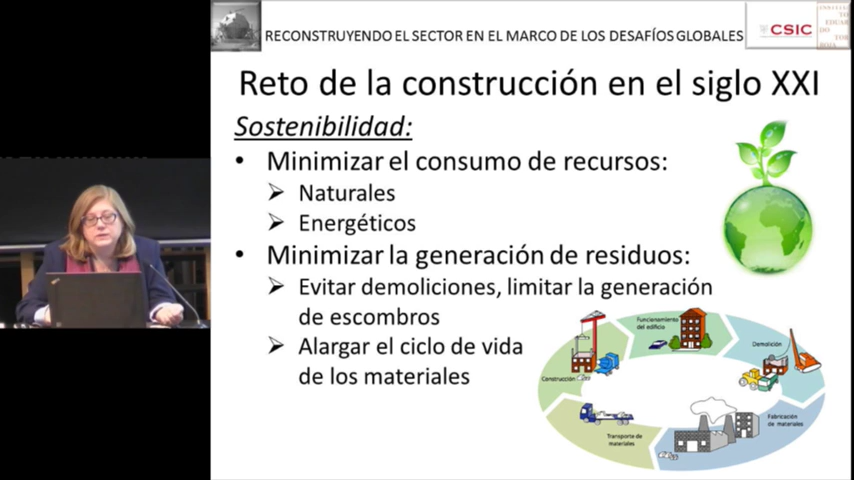 RECONSTRUYENDO EL SECTOR EN EL MARCO DE LOS DESAFÍOS GLOBALES
CSIC
Reto de la construcción en el siglo XXI
Sostenibilidad:
• Minimizar el consumo de recursos:
➢ Naturales
➢ Energéticos
• Minimizar la generación de residuos:
➢ Evitar demoliciones, limitar la generación
de escombros
➢ Alargar el ciclo de vida
de los materiales
Funcionamiento
del edificio
Demolición
Construcción
Fabricación
de materiales
Transporte de
materiales